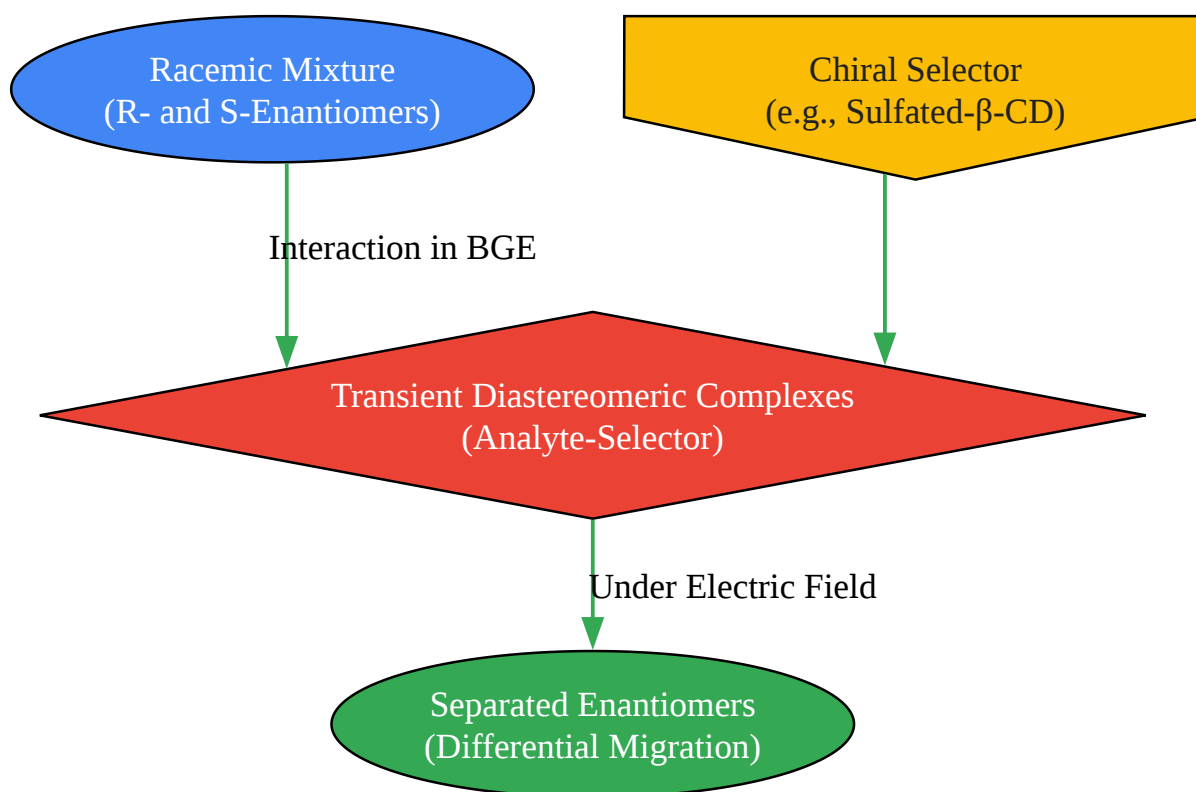 Racemic Mixture
(R- and S-Enantiomers)
Chiral Selector
(e.g., Sulfated-β-CD)
Interaction in BGE
Transient Diastereomeric Complexes
(Analyte-Selector)
Under Electric Field
Separated Enantiomers
(Differential Migration)